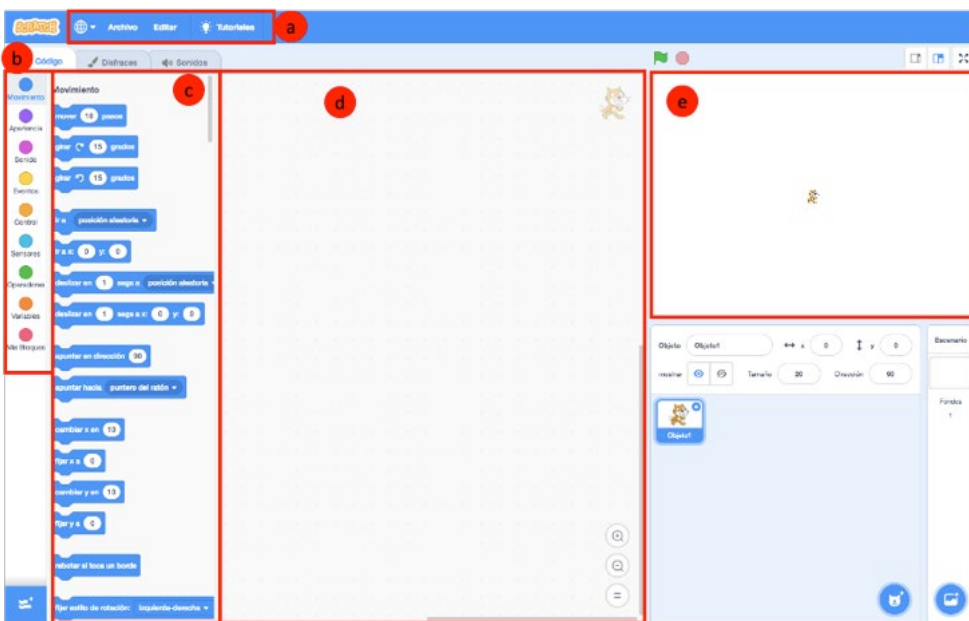 SCRATCH
Archivo Editar Tutoriales a
b Código Disfraces Sonidos
Movimiento
Apariencia
Sonido
Eventos
Control
Sensores
Operadores
Variables
Mis Bloques
Movimiento c
mover 10 pasos
girar 15 grados
girar 15 grados
ir a posición aleatoria
ir a x: 0 y: 0
deslizar en 1 segs a posición aleatoria
deslizar en 1 segs a x: 0 y: 0
apuntar en dirección 90
apuntar hacia puntero del ratón
cambiar x en 10
fijar x a 0
cambiar y en 10
fijar y a 0
rebotar si toca un borde
fijar estilo de rotación: izquierda-derecha
d
e
Objeto Objeto1 x 0 y 0
mostrar Tamaño 20 Dirección 90
Objeto1
Escenario
Fondos
1